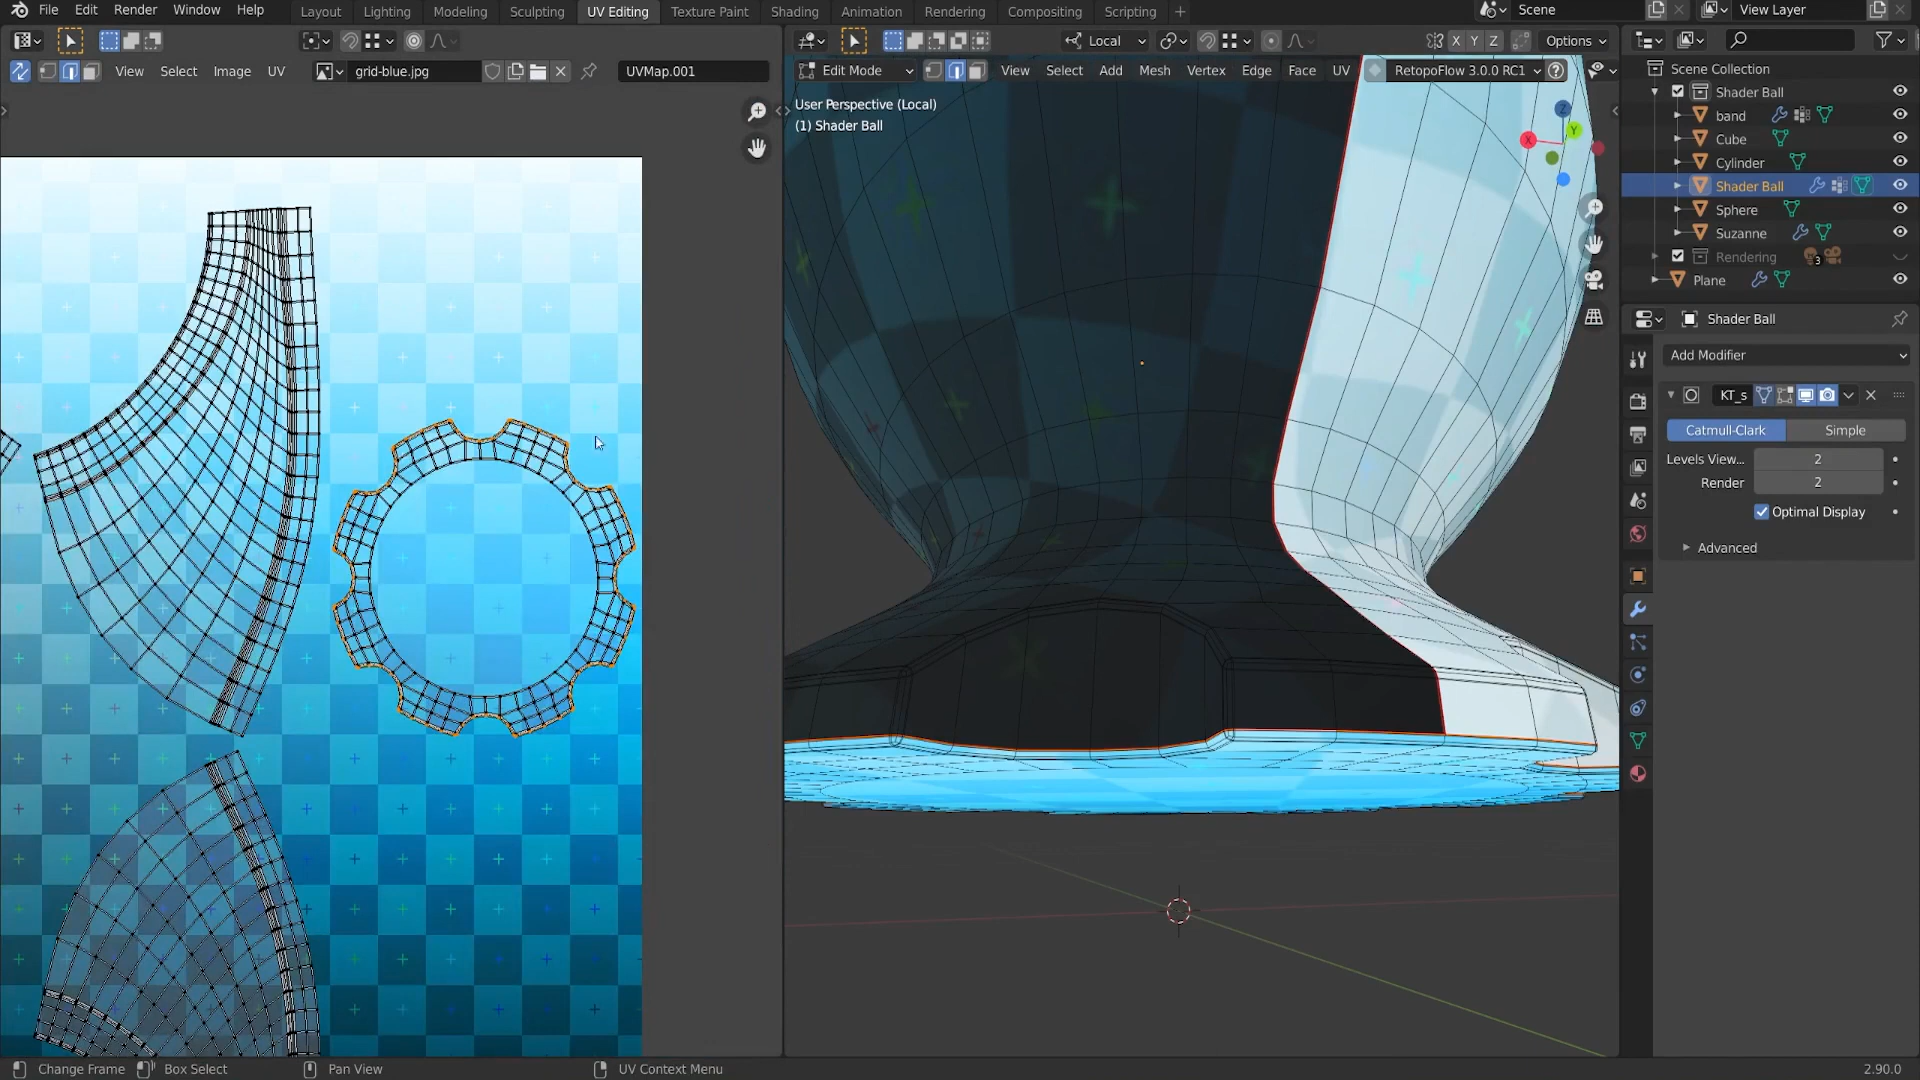 File Edit Render Window Help Layout Lighting Modeling Sculpting UV Editing Texture Paint Shading Animation Rendering Compositing Scripting + Scene View Layer
Local X Y Z Options
View Select Image UV grid-blue.jpg UVMap.001 Edit Mode View Select Add Mesh Vertex Edge Face UV RetopoFlow 3.0.0 RC1 ?
User Perspective (Local)
(1) Shader Ball
Z
Y
X
Scene Collection
Shader Ball
band
Cube
Cylinder
Shader Ball
Sphere
Suzanne
Rendering 3
Plane
Shader Ball
Add Modifier
KT_s
Catmull-Clark Simple
Levels View... 2
Render 2
Optimal Display
Advanced
Change Frame Box Select Pan View UV Context Menu 2.90.0